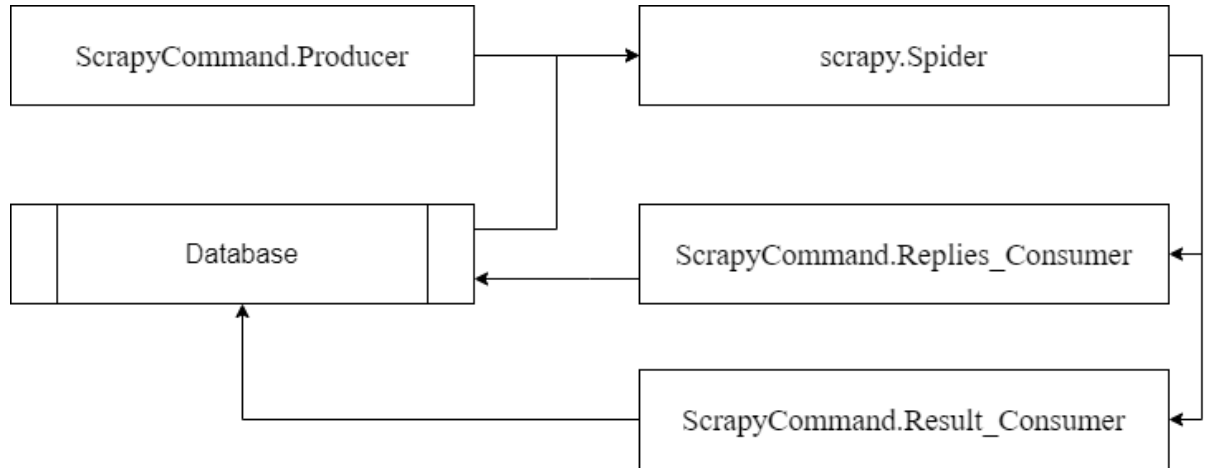 ScrapyCommand.Producer
scrapy.Spider
Database
ScrapyCommand.Replies_Consumer
ScrapyCommand.Result_Consumer